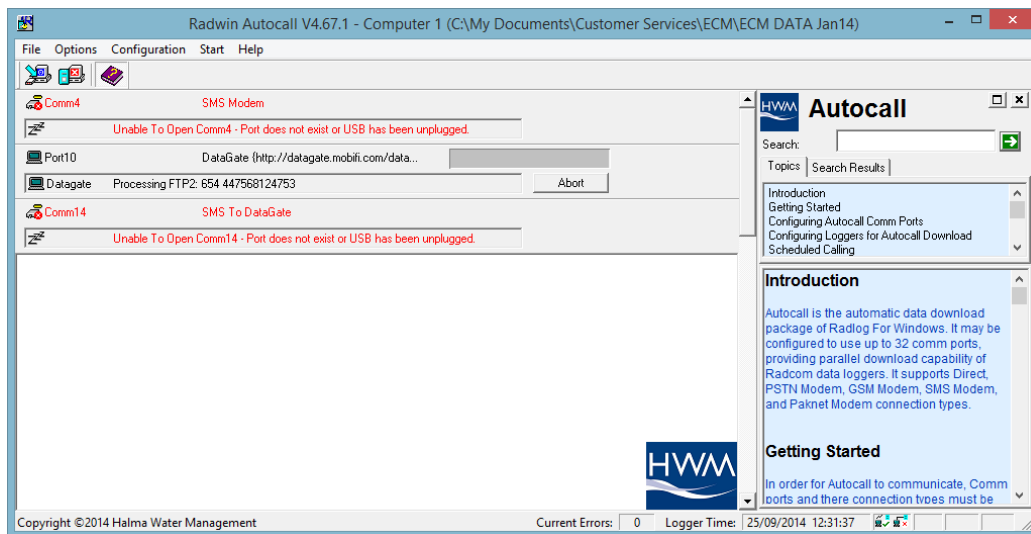 Radwin Autocall V4.67.1 - Computer 1 (C:\My Documents\Customer Services\ECM\ECM DATA Jan14)
File Options Configuration Start Help
Comm4 SMS Modem
Unable To Open Comm4 - Port does not exist or USB has been unplugged.
Port10 DataGate (http://datagate.mobifi.com/data...
Datagate Processing FTP2: 654 447568124753 Abort
Comm14 SMS To DataGate
Unable To Open Comm14 - Port does not exist or USB has been unplugged.
HWM
HWM Autocall
Search:
Topics Search Results
Introduction
Getting Started
Configuring Autocall Comm Ports
Configuring Loggers for Autocall Download
Scheduled Calling
Introduction
Autocall is the automatic data download
package of Radlog For Windows. It may be
configured to use up to 32 comm ports,
providing parallel download capability of
Radcom data loggers. It supports Direct,
PSTN Modem, GSM Modem, SMS Modem,
and Paknet Modem connection types.
Getting Started
In order for Autocall to communicate, Comm
ports and there connection types must be
Copyright ©2014 Halma Water Management Current Errors: 0 Logger Time: 25/09/2014 12:31:37